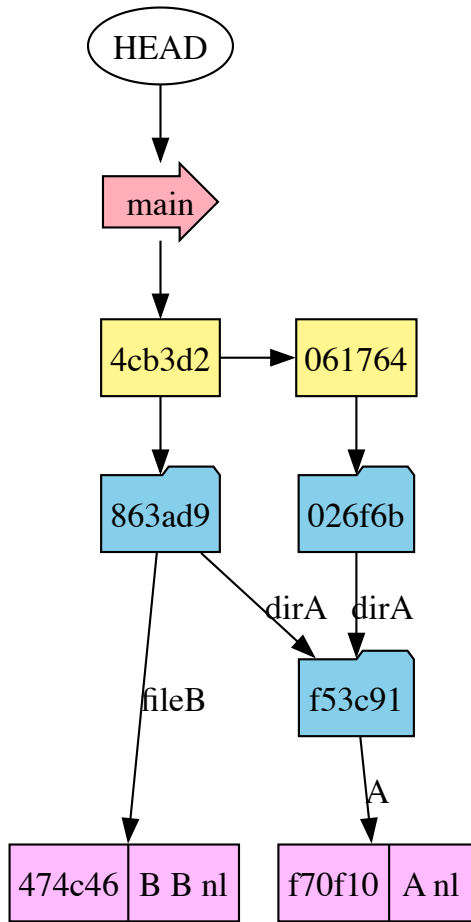 HEAD
main
4cb3d2 061764
863ad9 026f6b
dirA dirA
fileB f53c91
A
474c46 B B nl f70f10 A nl